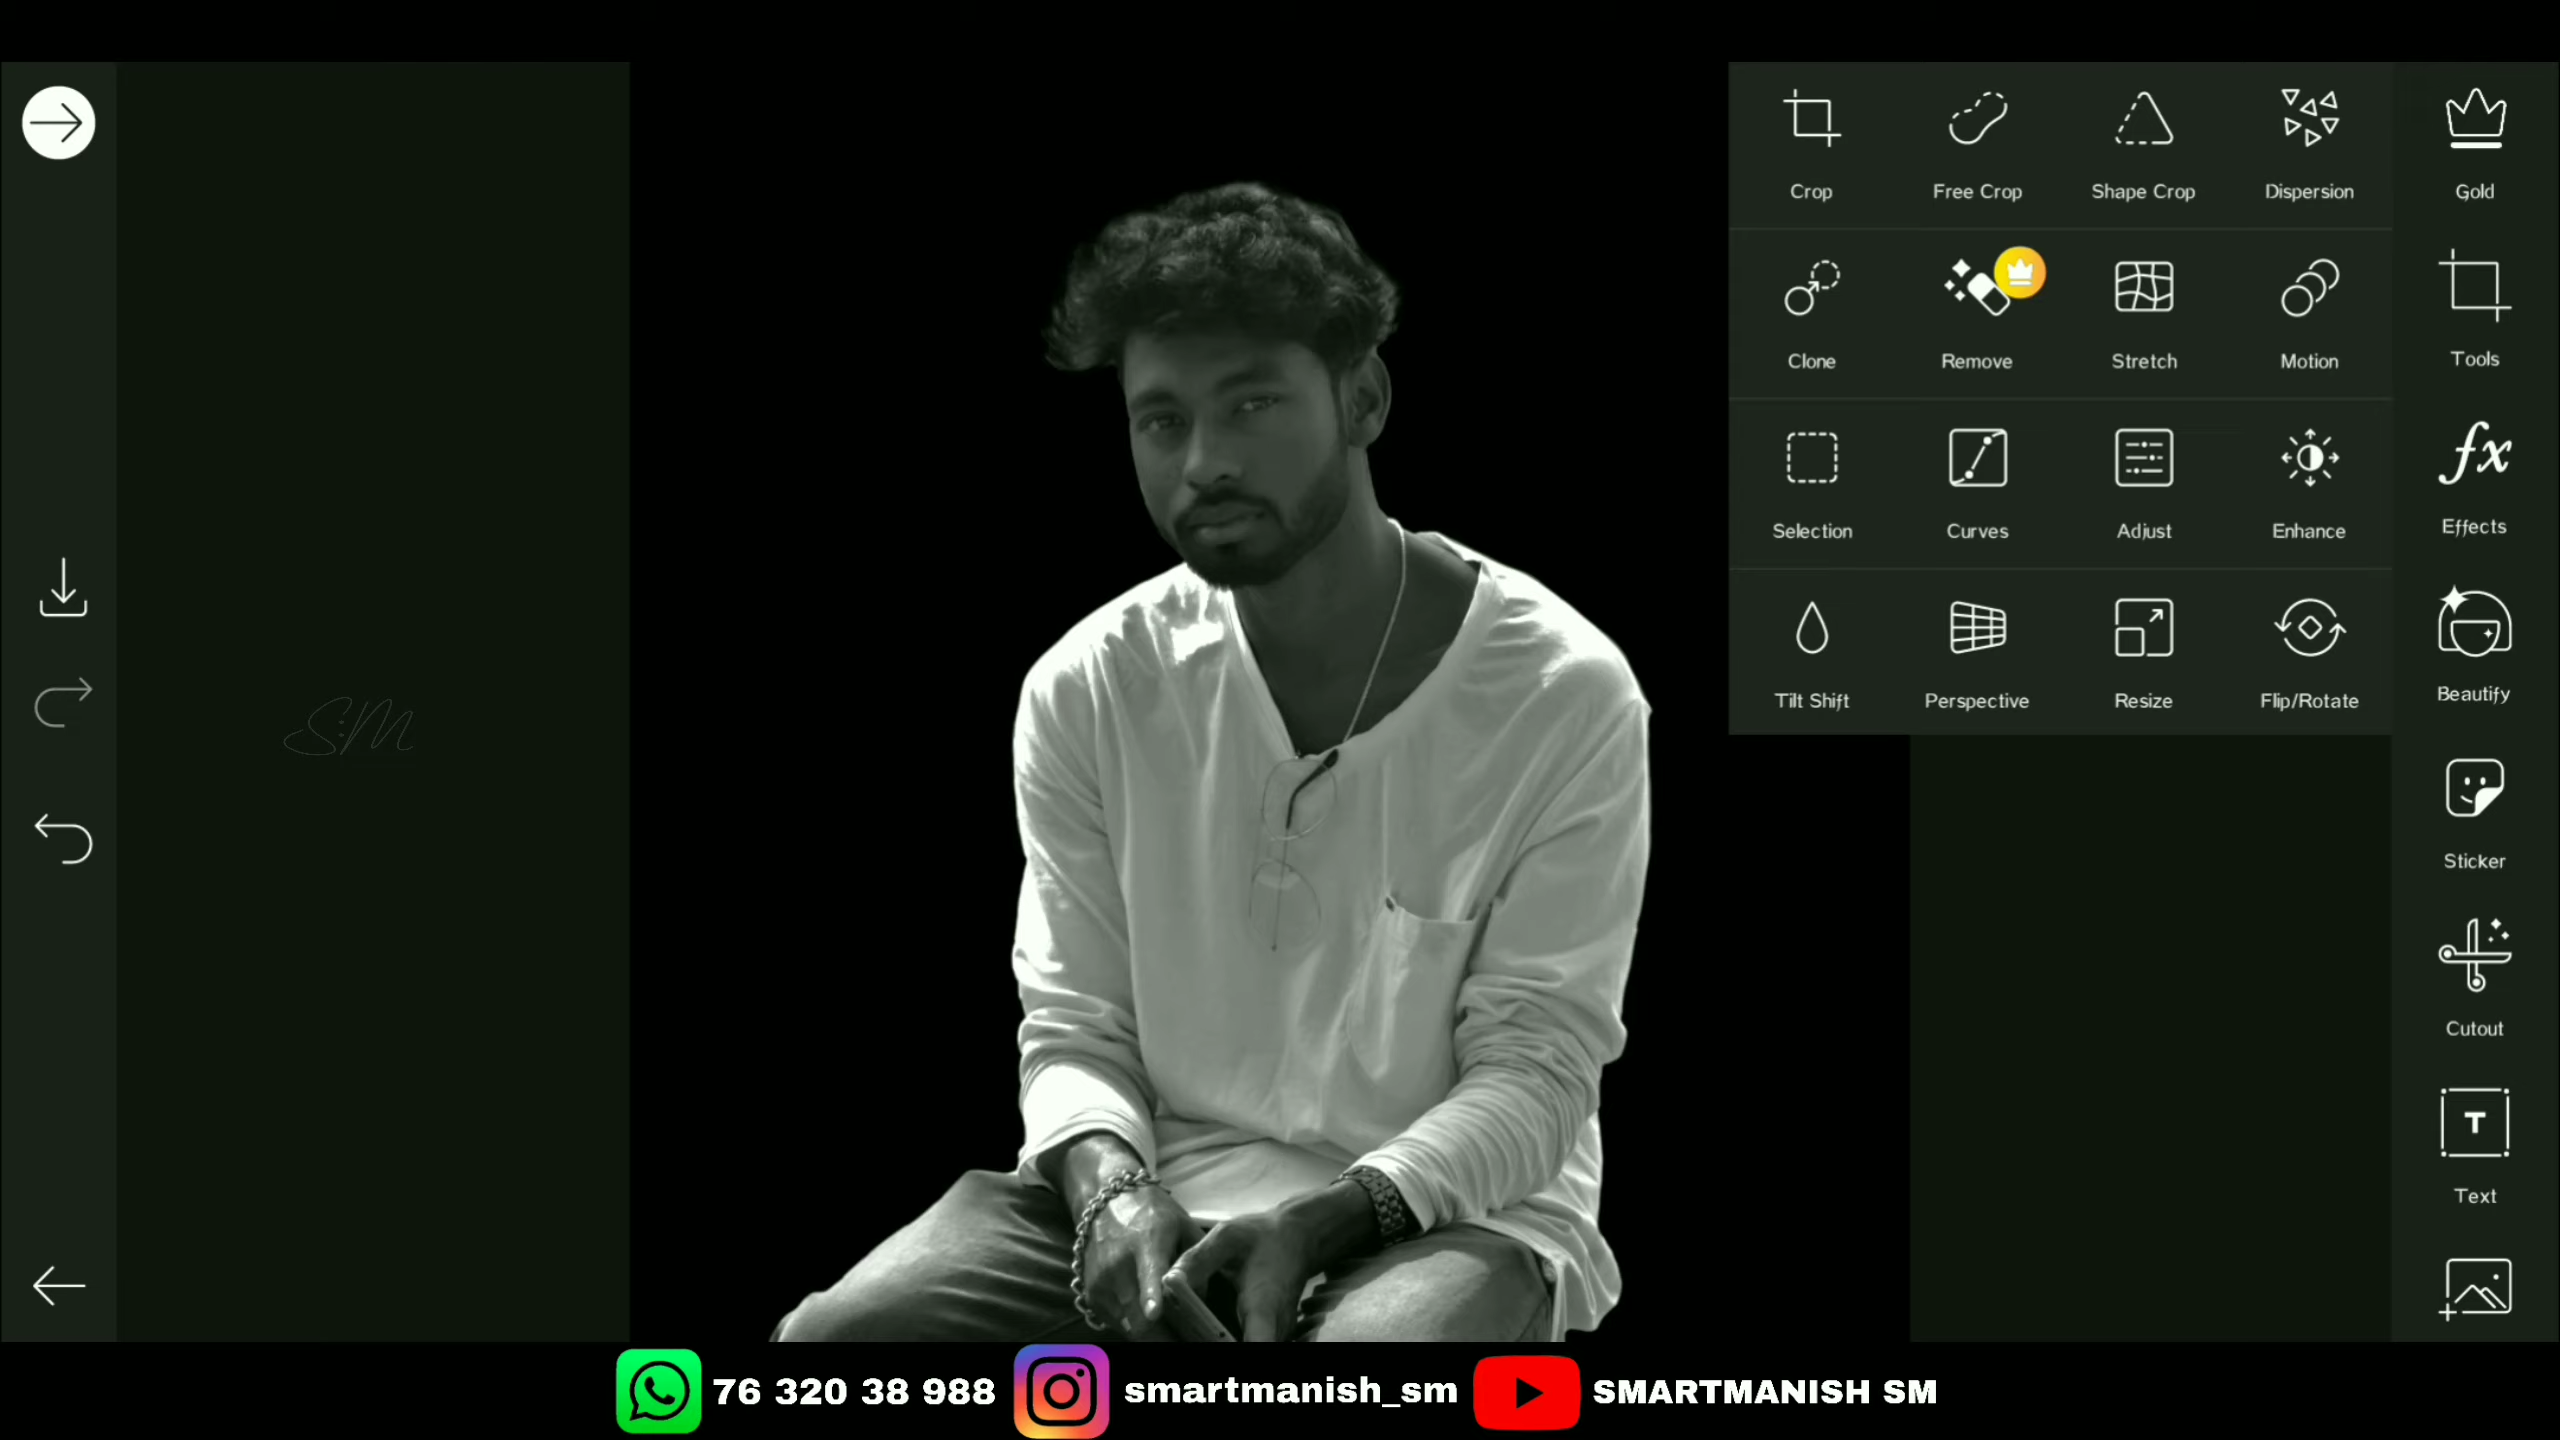 Crop Free Crop Shape Crop Dispersion Gold
Clone Remove Stretch Motion Tools
Selection Curves Adjust Enhance Effects
Tilt Shift Perspective Resize Flip/Rotate Beautify
SM
Sticker
Cutout
T
Text
76 320 38 988 smartmanish_sm SMARTMANISH SM